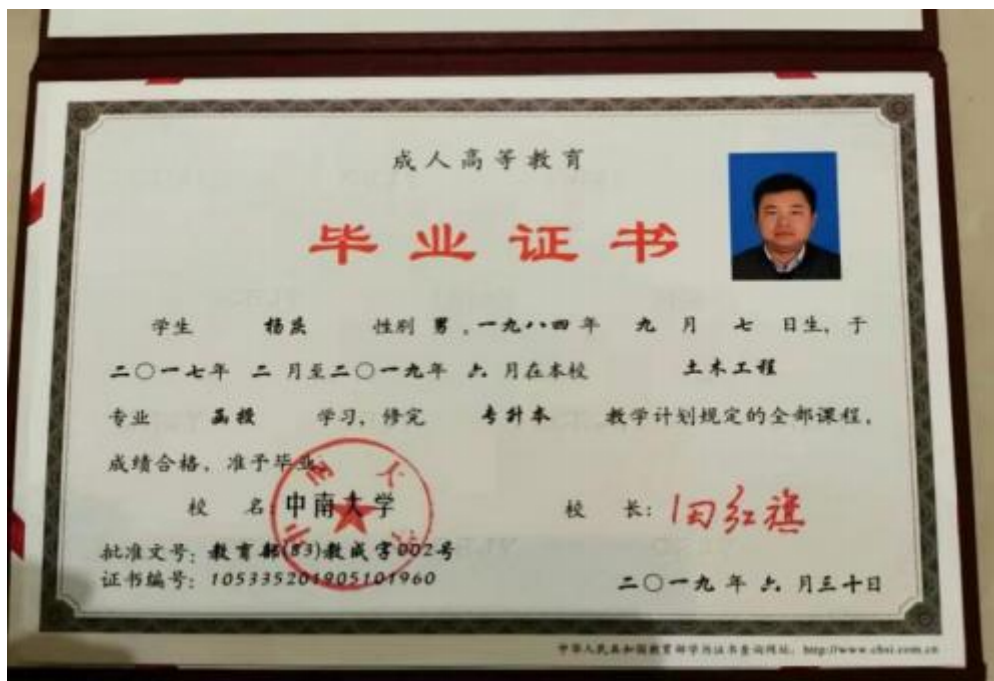 成人高等教育
毕业证书
学生 杨 性别 男，一九八四年 九 月 七 日生，于
二〇一七年 二 月至二〇一九年 六 月在本校 土木工程
专业 函授 学习，修完 专升本 教学计划规定的全部课程，
成绩合格，准予毕业。
校 名：中南大学 校 长：田红旗
批准文号：教育部(83)教成字002号
证书编号：105335201905101960
二〇一九年 六 月三十日
中华人民共和国教育部学历证书查询网址：http://www.chsi.com.cn